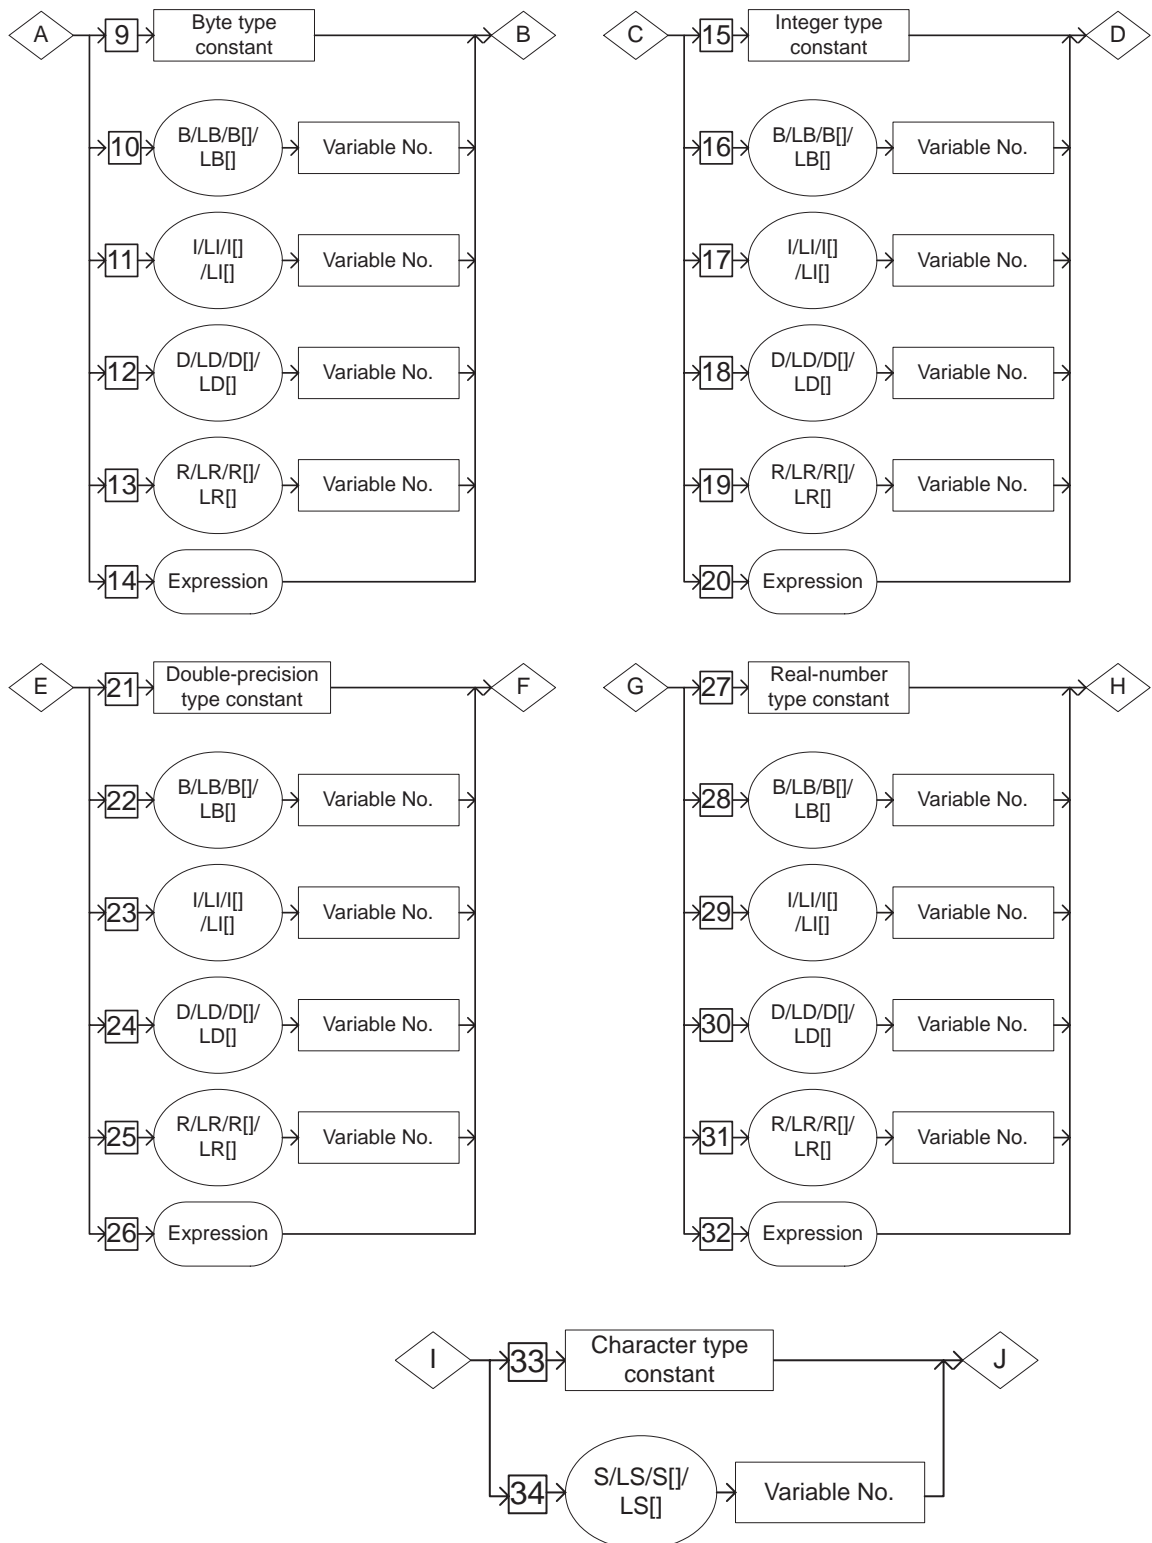 A
9
Byte type
constant
B
10
B/LB/B[]/
LB[]
Variable No.
11
I/LI/I[]
/LI[]
Variable No.
12
D/LD/D[]/
LD[]
Variable No.
13
R/LR/R[]/
LR[]
Variable No.
14
Expression
C
15
Integer type
constant
D
16
B/LB/B[]/
LB[]
Variable No.
17
I/LI/I[]
/LI[]
Variable No.
18
D/LD/D[]/
LD[]
Variable No.
19
R/LR/R[]/
LR[]
Variable No.
20
Expression
E
21
Double-precision
type constant
F
22
B/LB/B[]/
LB[]
Variable No.
23
I/LI/I[]
/LI[]
Variable No.
24
D/LD/D[]/
LD[]
Variable No.
25
R/LR/R[]/
LR[]
Variable No.
26
Expression
G
27
Real-number
type constant
H
28
B/LB/B[]/
LB[]
Variable No.
29
I/LI/I[]
/LI[]
Variable No.
30
D/LD/D[]/
LD[]
Variable No.
31
R/LR/R[]/
LR[]
Variable No.
32
Expression
I
33
Character type
constant
J
34
S/LS/S[]/
LS[]
Variable No.